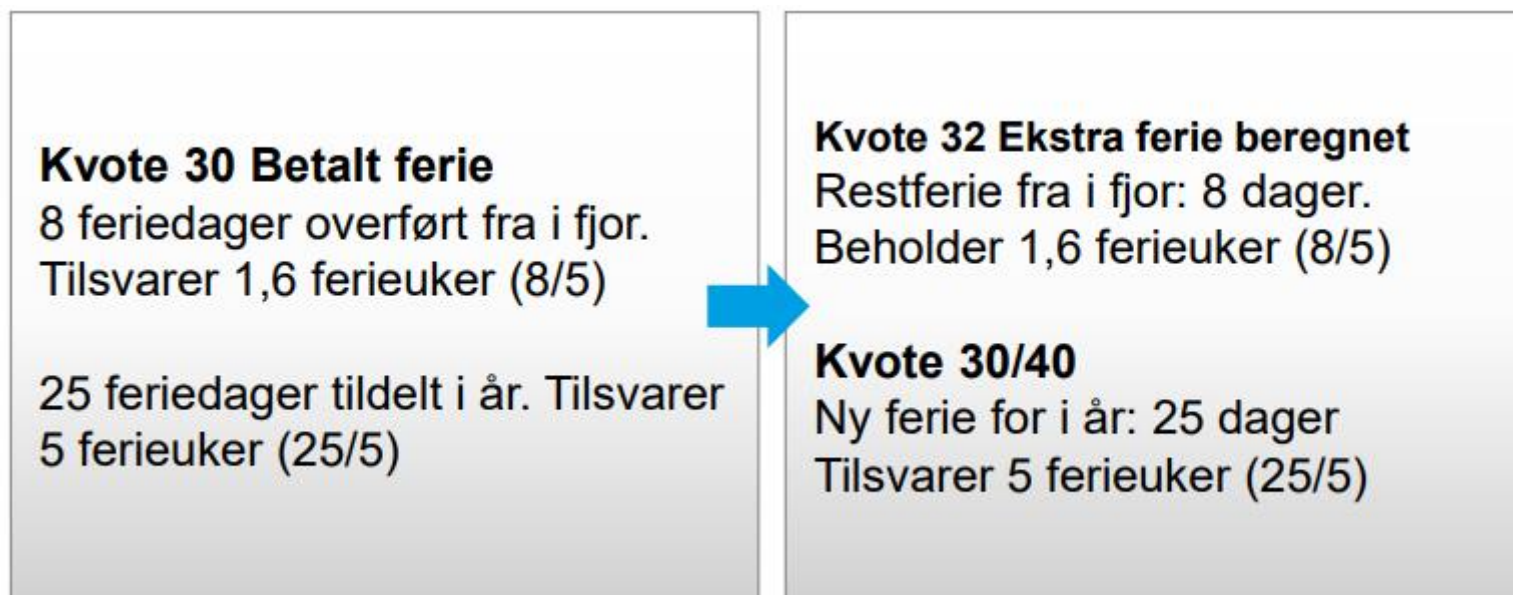 Kvote 30 Betalt ferie
8 feriedager overført fra i fjor.
Tilsvarer 1,6 ferieuker (8/5)
25 feriedager tildelt i år. Tilsvarer
5 ferieuker (25/5)
Kvote 32 Ekstra ferie beregnet
Restferie fra i fjor: 8 dager.
Beholder 1,6 ferieuker (8/5)
Kvote 30/40
Ny ferie for i år: 25 dager
Tilsvarer 5 ferieuker (25/5)